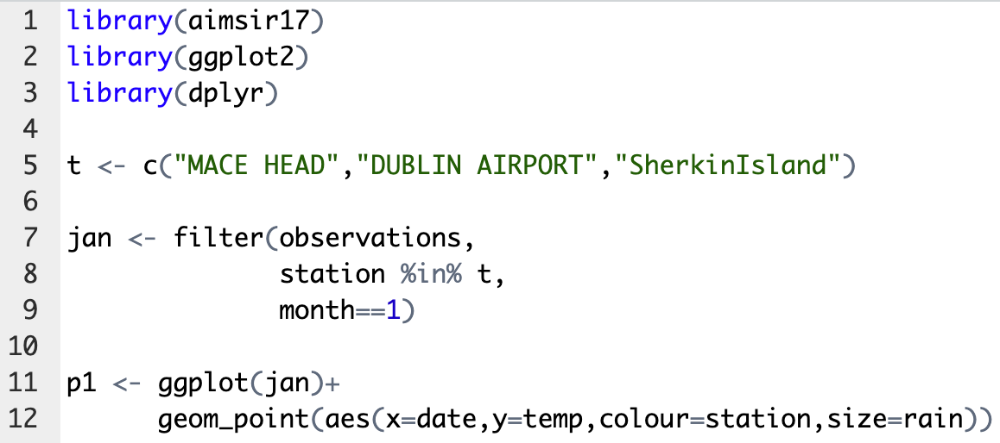 1 library(aimsir17)
2 library(ggplot2)
3 library(dplyr)
4
5 t <- c("MACE HEAD","DUBLIN AIRPORT","SherkinIsland")
6
7 jan <- filter(observations,
8               station %in% t,
9               month==1)
10
11 p1 <- ggplot(jan)+
12       geom_point(aes(x=date,y=temp,colour=station,size=rain))